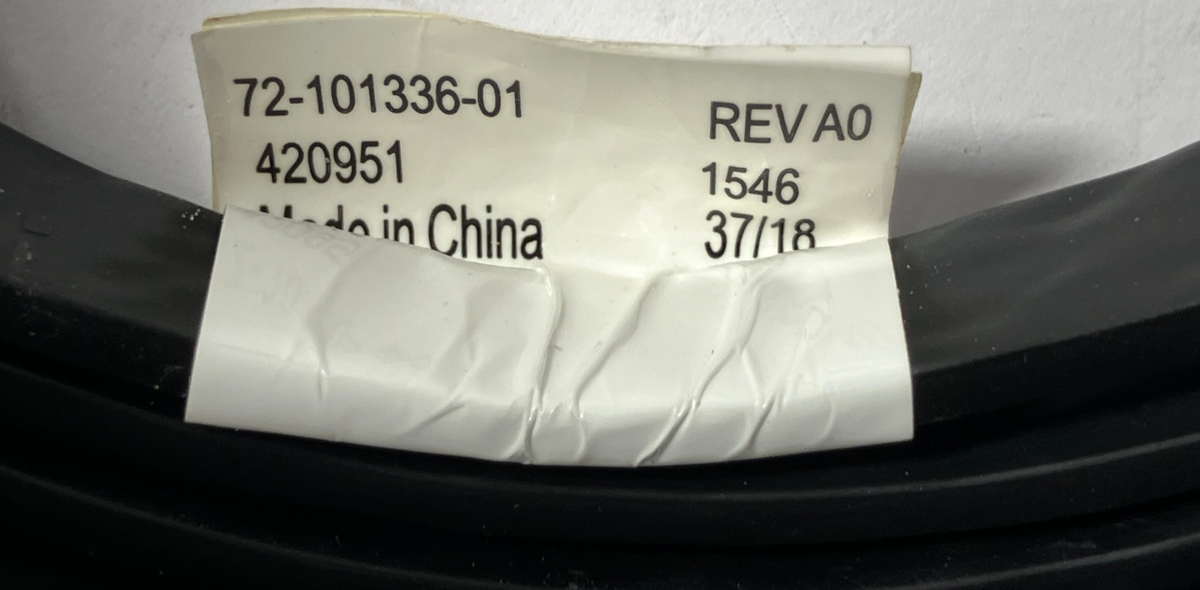 72-101336-01 REV A0
420951 1546
Made in China 37/18